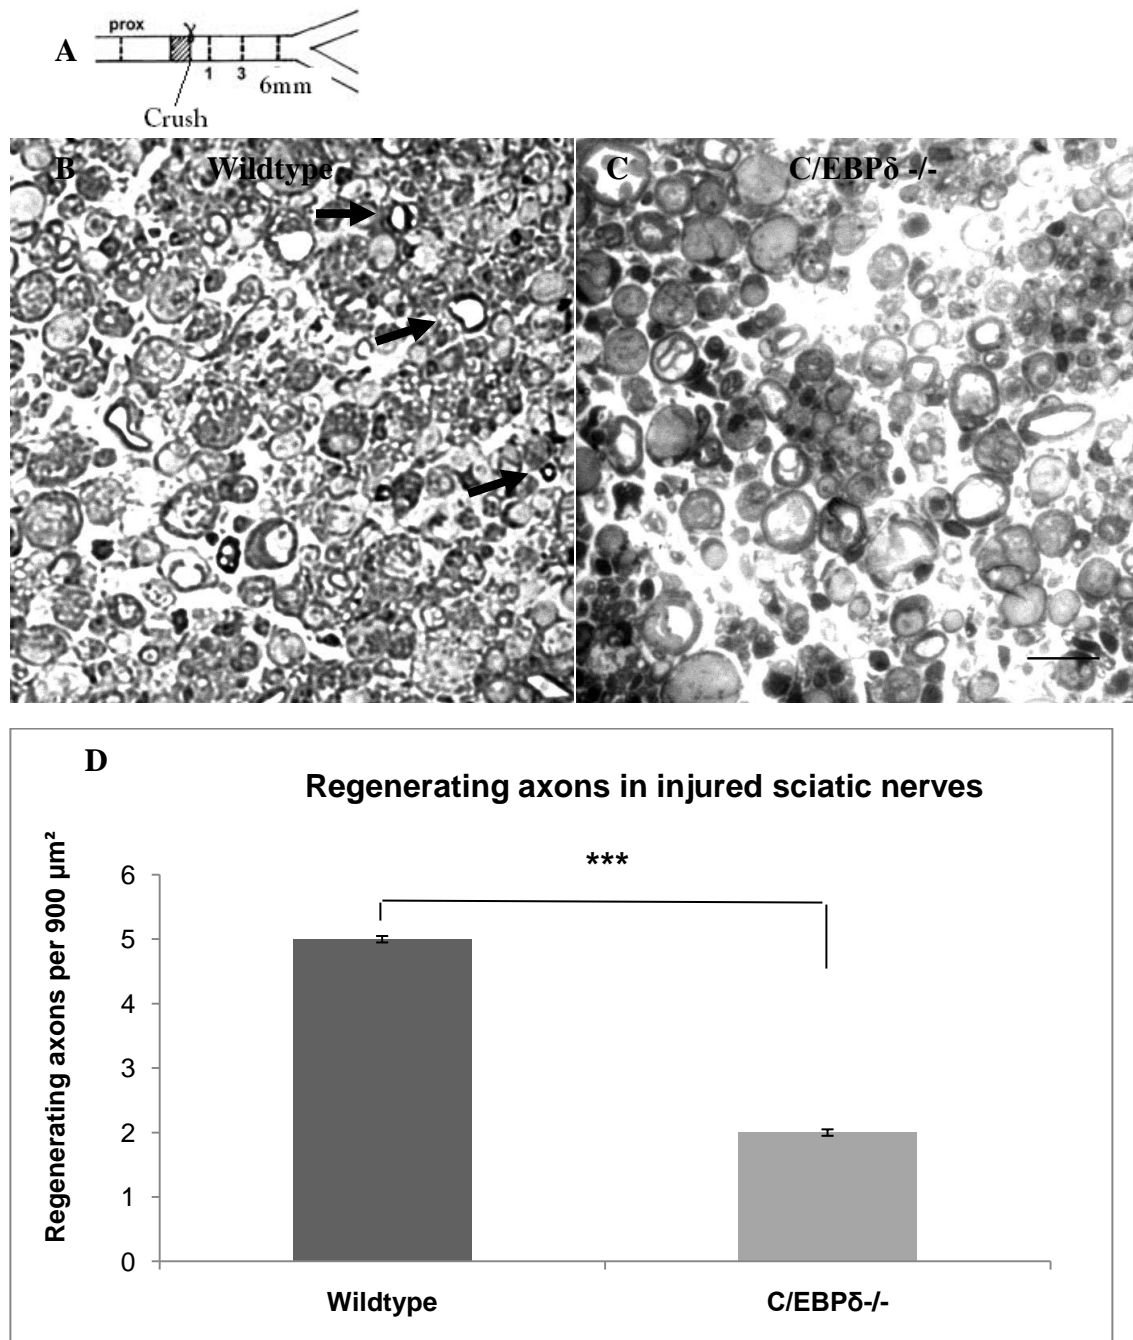 prox
A
1 3 6mm
Crush
B Wildtype C C/EBPδ -/-
D
Regenerating axons in injured sciatic nerves
Regenerating axons per 900 µm²
***
6
5
4
3
2
1
0
Wildtype C/EBPδ-/-